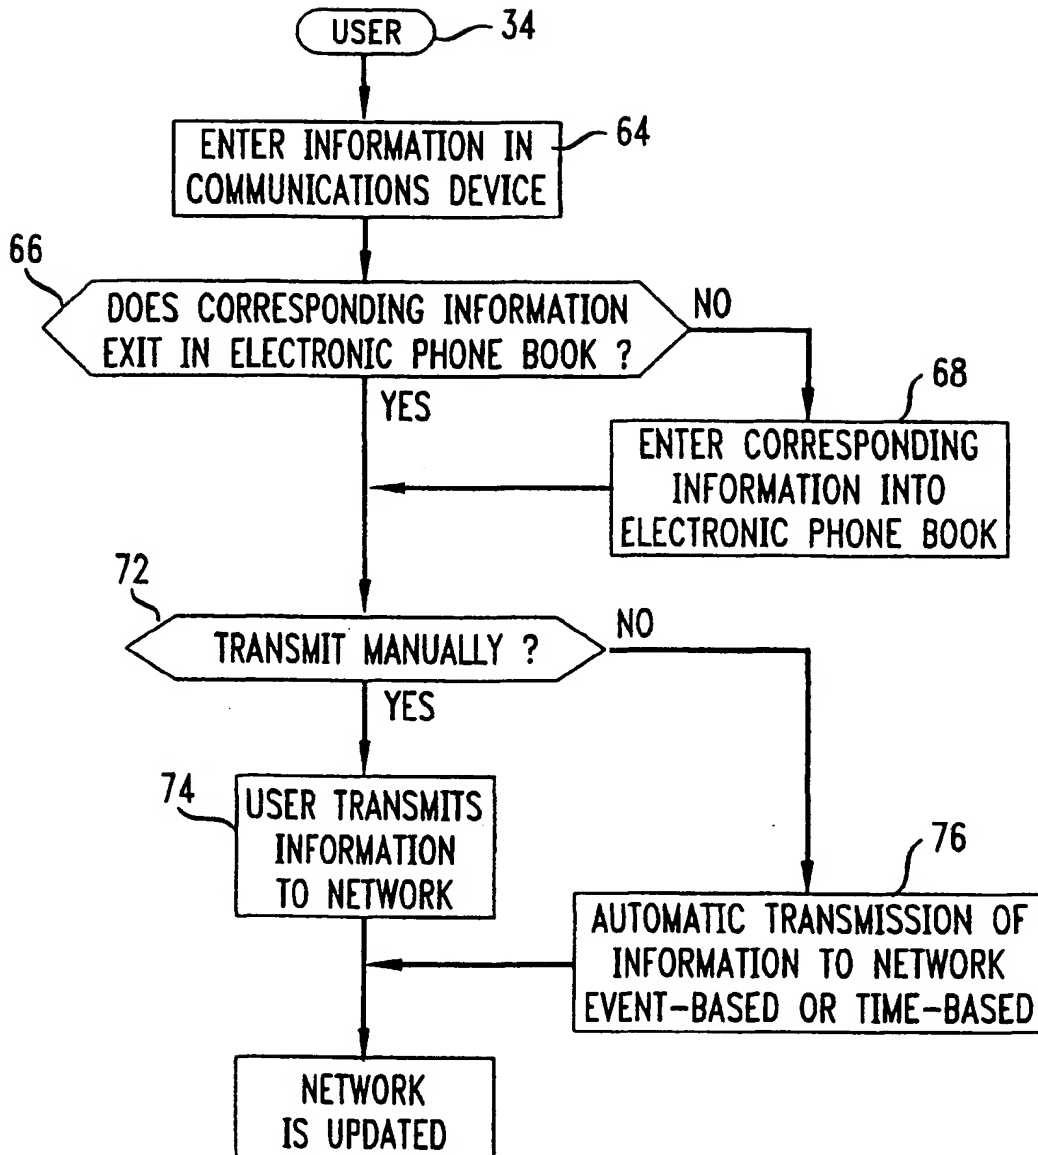 USER
34
ENTER INFORMATION IN
COMMUNICATIONS DEVICE
64
66
DOES CORRESPONDING INFORMATION
EXIT IN ELECTRONIC PHONE BOOK ?
NO
YES
68
ENTER CORRESPONDING
INFORMATION INTO
ELECTRONIC PHONE BOOK
72
TRANSMIT MANUALLY ?
NO
YES
74
USER TRANSMITS
INFORMATION
TO NETWORK
76
AUTOMATIC TRANSMISSION OF
INFORMATION TO NETWORK
EVENT-BASED OR TIME-BASED
NETWORK
IS UPDATED